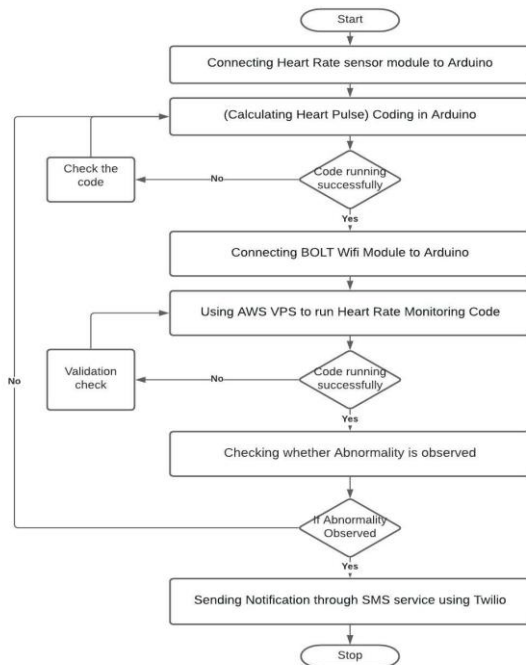 Start
Connecting Heart Rate sensor module to Arduino
(Calculating Heart Pulse) Coding in Arduino
Check the
code
No
Code running
successfully
Yes
Connecting BOLT Wifi Module to Arduino
Using AWS VPS to run Heart Rate Monitoring Code
No
Validation
check
No
Code running
successfully
Yes
Checking whether Abnormality is observed
If Abnormality
Observed
Yes
Sending Notification through SMS service using Twilio
Stop